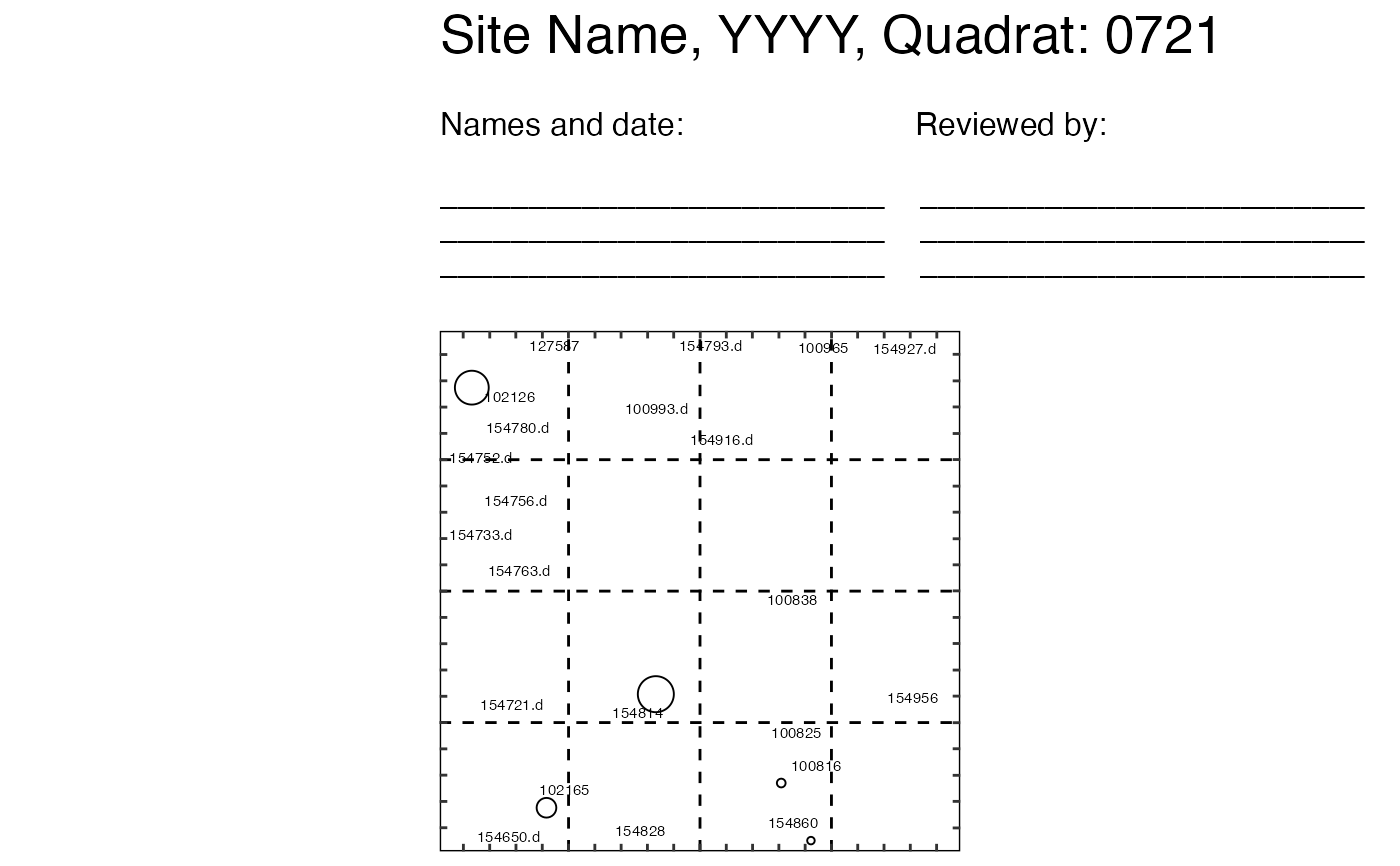 Site Name, YYYY, Quadrat: 0721
Names and date:
Reviewed by:
127587
154793.d
100965
154927.d
102126
100993.d
154780.d
154916.d
154752.d
154756.d
154733.d
154763.d
100838
154721.d
154814
154956
100825
100816
102165
154860
154650.d
154828